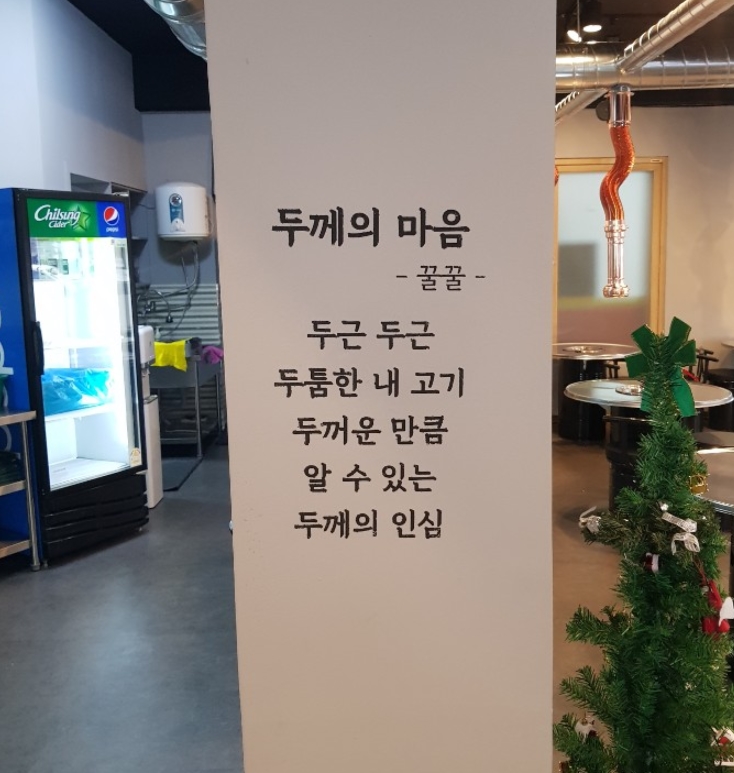 Chilsung
Cider
pepsi
두께의 마음
- 꿀꿀 -
두근 두근
두툼한 내 고기
두꺼운 만큼
알 수 있는
두께의 인심